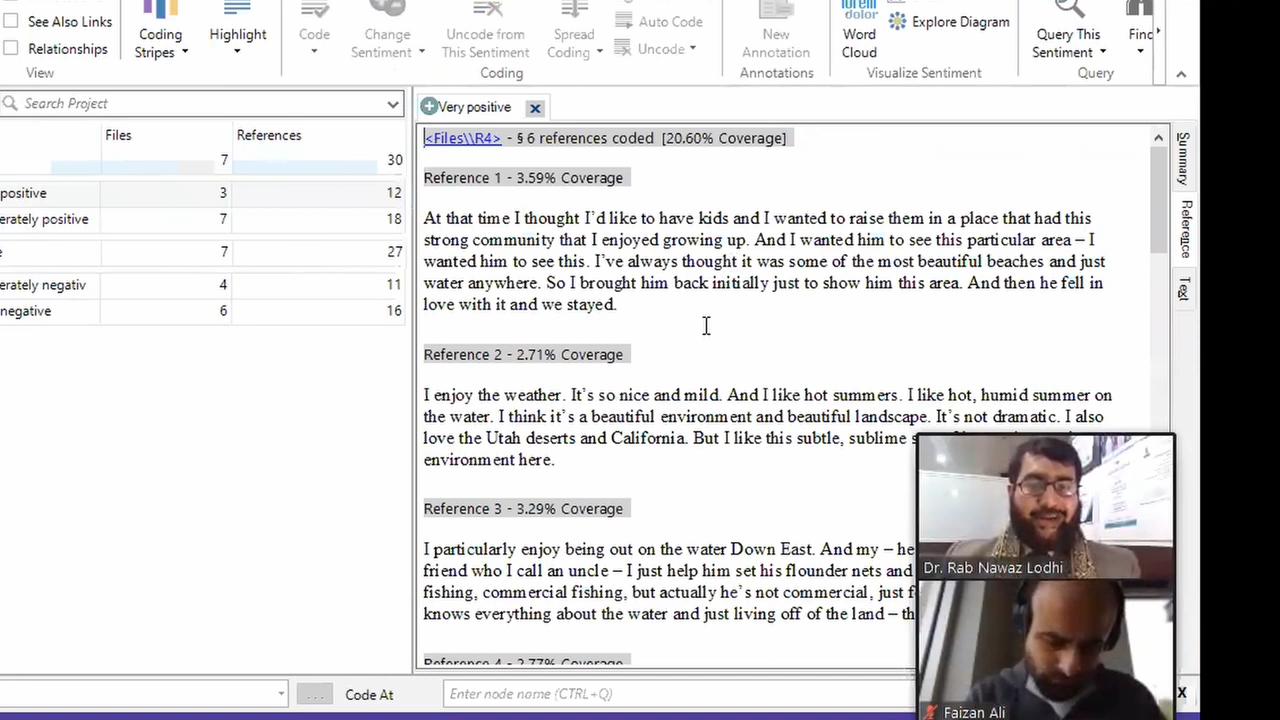 See Also Links
Relationships
View
Coding
Stripes
Highlight
Code
Change
Sentiment
Uncode from
This Sentiment
Spread
Coding
Auto Code
Uncode
Coding
New
Annotation
Annotations
lorem
dolor
Word
Cloud
Explore Diagram
Visualize Sentiment
Query This
Sentiment
Find
Query
Search Project
Files
References
7
30
positive
3
12
erately positive
7
18
e
7
27
erately negativ
4
11
negative
6
16
Very positive
<Files\\R4> - § 6 references coded [20.60% Coverage]
Reference 1 - 3.59% Coverage
At that time I thought I’d like to have kids and I wanted to raise them in a place that had this
strong community that I enjoyed growing up. And I wanted him to see this particular area – I
wanted him to see this. I’ve always thought it was some of the most beautiful beaches and just
water anywhere. So I brought him back initially just to show him this area. And then he fell in
love with it and we stayed.
Reference 2 - 2.71% Coverage
I enjoy the weather. It’s so nice and mild. And I like hot summers. I like hot, humid summer on
the water. I think it’s a beautiful environment and beautiful landscape. It’s not dramatic. I also
love the Utah deserts and California. But I like this subtle, sublime
environment here.
Reference 3 - 3.29% Coverage
I particularly enjoy being out on the water Down East. And my – he
friend who I call an uncle – I just help him set his flounder nets and
fishing, commercial fishing, but actually he’s not commercial, just
knows everything about the water and just living off of the land –
Reference 4 - 2.77% Coverage
Summary
Reference
Text
Code At
Enter node name (CTRL+Q)
X
Dr. Rab Nawaz Lodhi
Faizan Ali